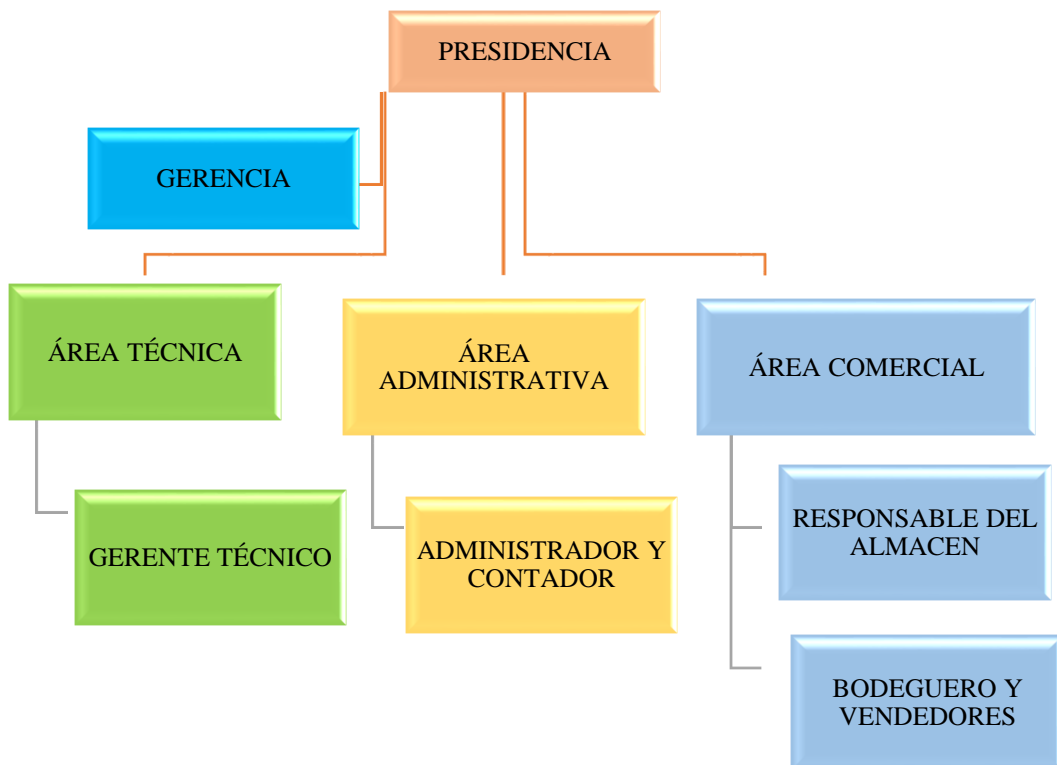 PRESIDENCIA
GERENCIA
ÁREA TÉCNICA
ÁREA
ADMINISTRATIVA
ÁREA COMERCIAL
GERENTE TÉCNICO
ADMINISTRADOR Y
CONTADOR
RESPONSABLE DEL
ALMACEN
BODEGUERO Y
VENDEDORES